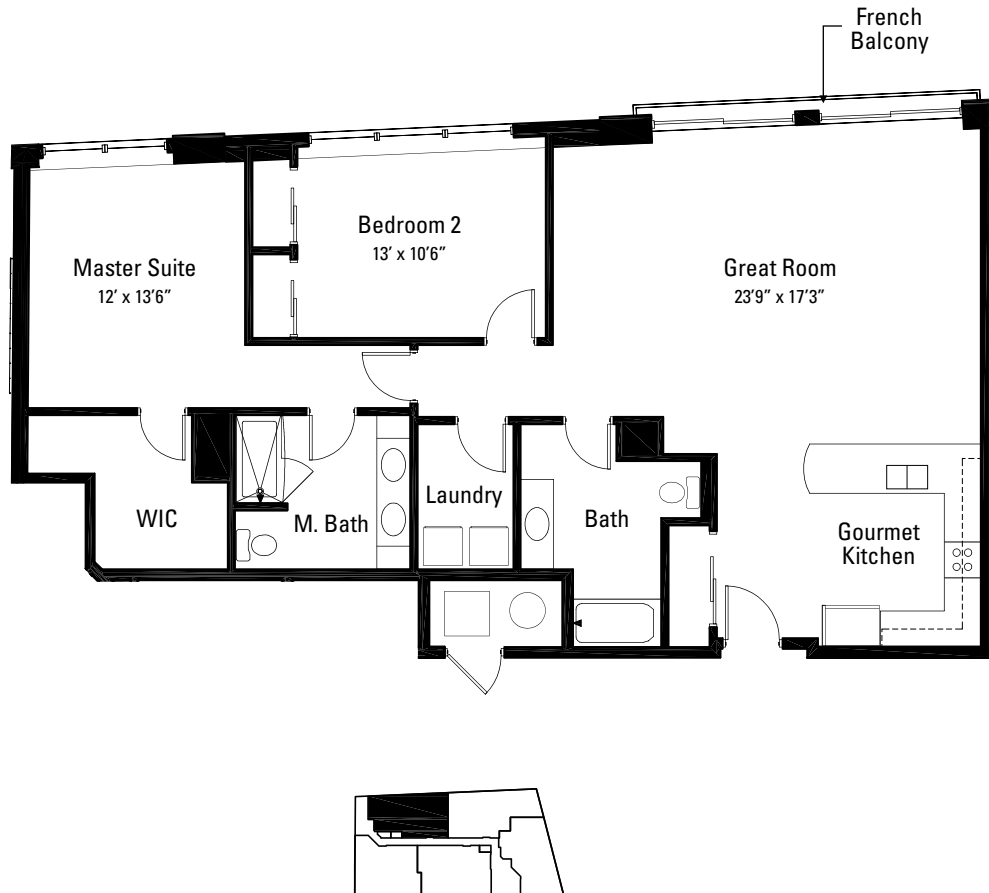 French
Balcony
Bedroom 2
13’ x 10’6”
Master Suite
12’ x 13’6”
Great Room
23’9” x 17’3”
Laundry
WIC
M. Bath
Bath
Gourmet
Kitchen